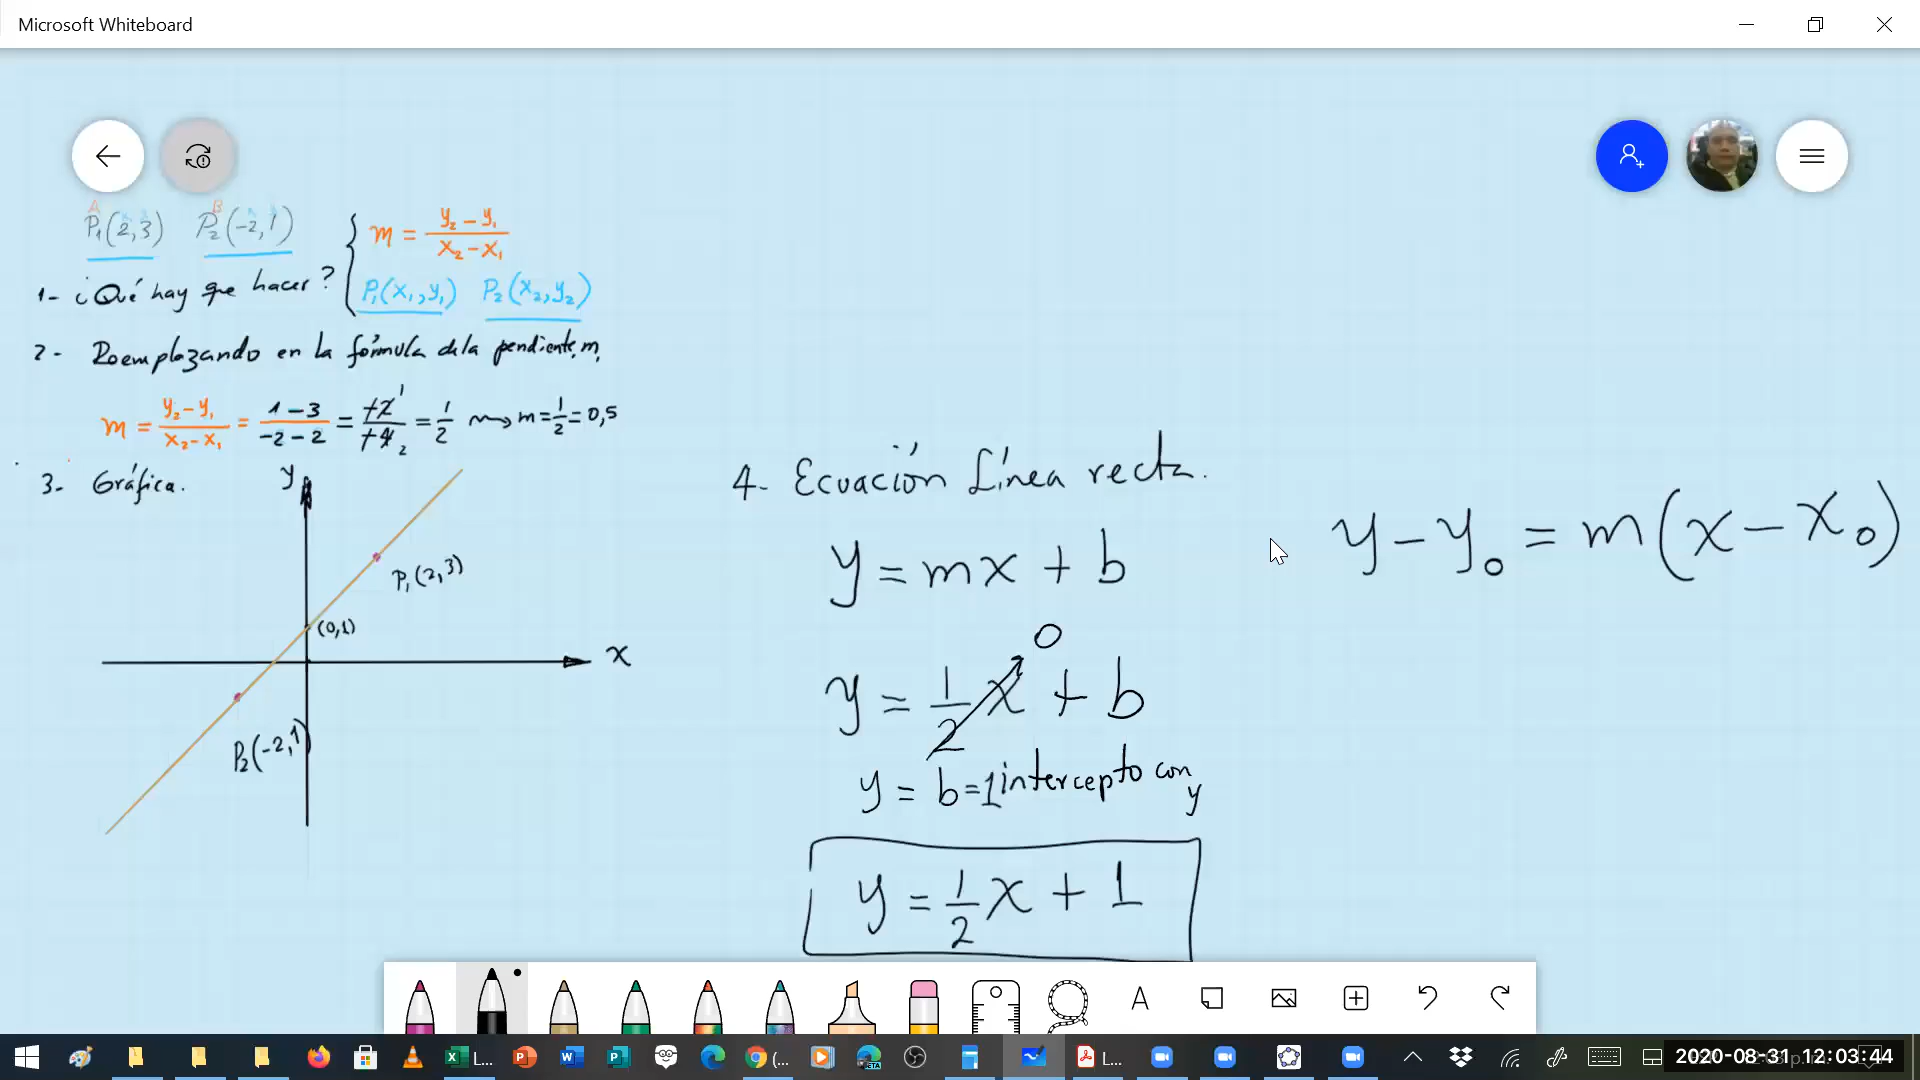 Microsoft Whiteboard
A B
P₁(2,3) P₂(-2,1)
m = y₂ - y₁ / x₂ - x₁
1- ¿Qué hay que hacer? P₁(x₁,y₁) P₂(x₂,y₂)
2- Reemplazando en la fórmula de la pendiente, m,
m = y₂ - y₁ / x₂ - x₁ = 1 - 3 / -2 - 2 = +2 1 / +4 2 = 1/2 ⟿ m = 1/2 = 0,5
3- Gráfica.
y
P₁(2,3)
(0,1)
x
P₂(-2,1)
4- Ecuación Línea recta.
y = mx + b
0
y = 1/2 x + b
y = b = 1 intercepto con y
y = 1/2 x + 1
y - y₀ = m(x - x₀)
A
L...
(...
BETA
L...
2020-08-31 12:03:44